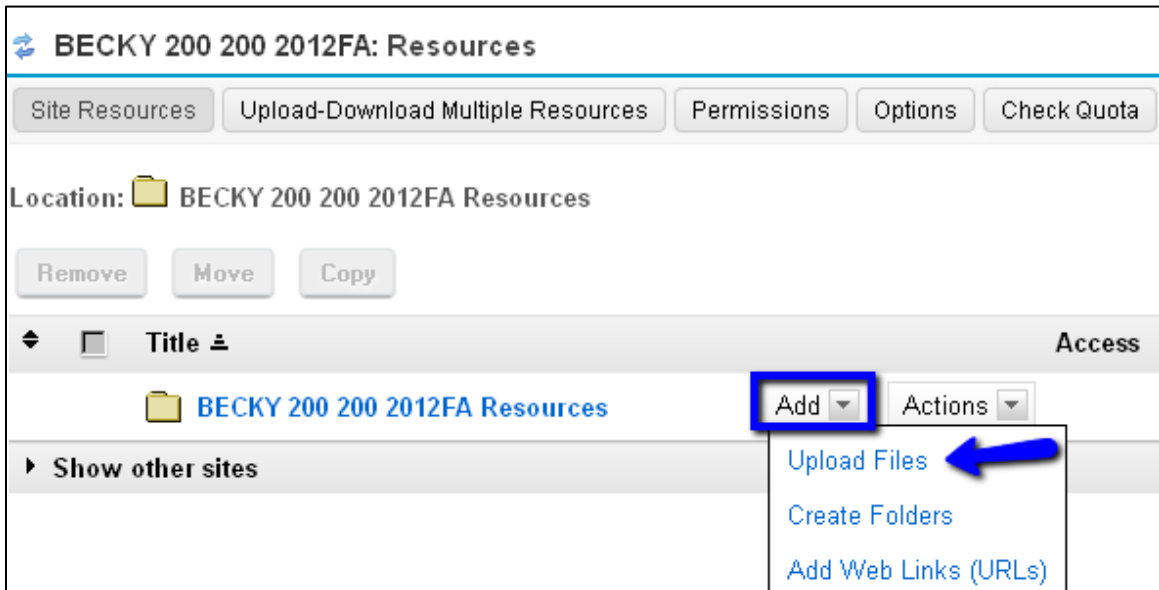 BECKY 200 200 2012FA: Resources
Site Resources Upload-Download Multiple Resources Permissions Options Check Quota
Location: BECKY 200 200 2012FA Resources
Remove Move Copy
Title Access
BECKY 200 200 2012FA Resources Add Actions
Show other sites
Upload Files
Create Folders
Add Web Links (URLs)